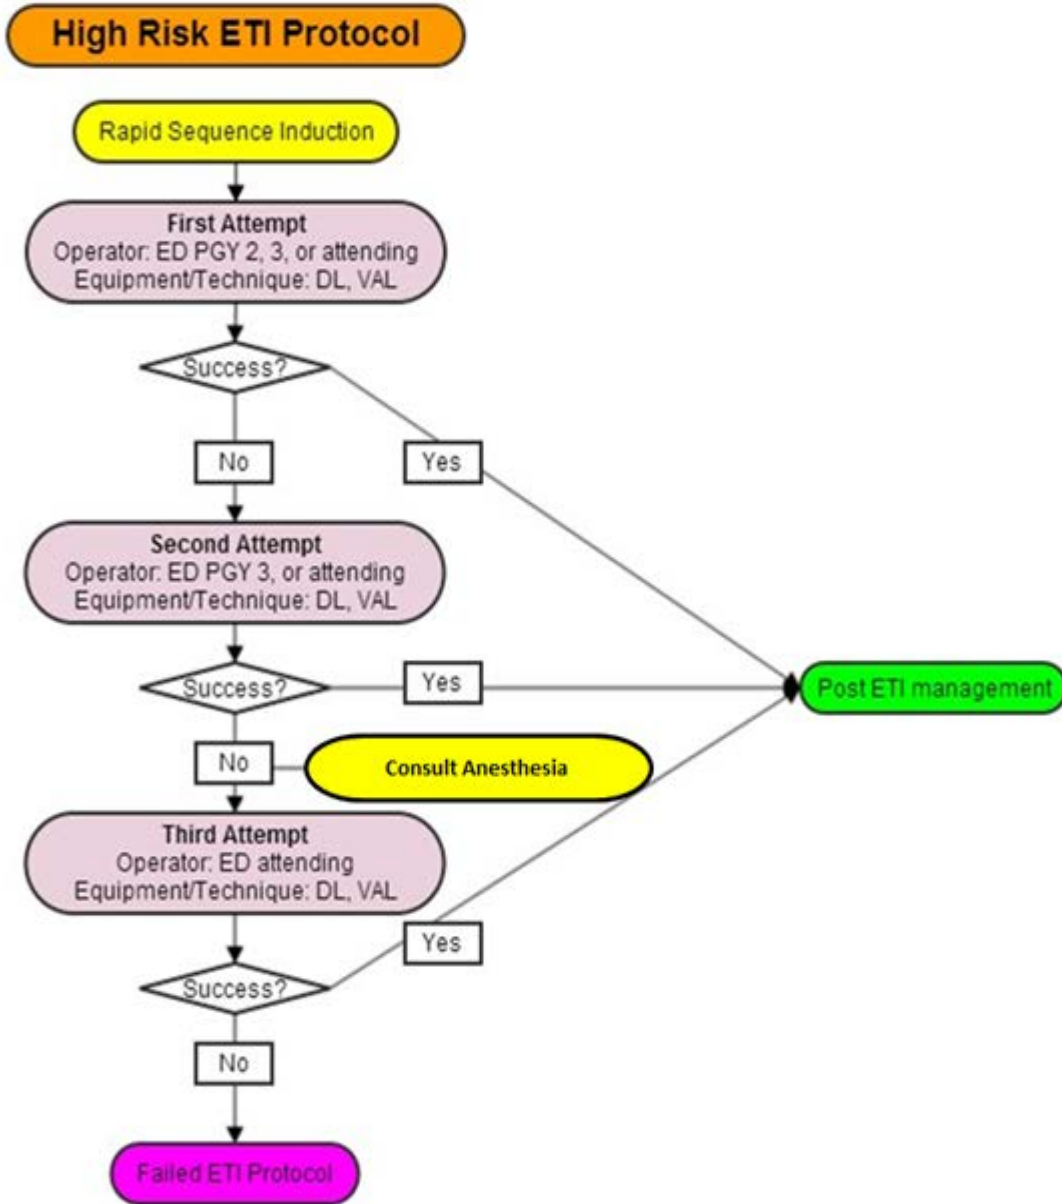 High Risk ETI Protocol
Rapid Sequence Induction
First Attempt
Operator: ED PGY 2, 3, or attending
Equipment/Technique: DL, VAL
Success?
No
Yes
Second Attempt
Operator: ED PGY 3, or attending
Equipment/Technique: DL, VAL
Success?
Yes
Post ETI management
No
Consult Anesthesia
Third Attempt
Operator: ED attending
Equipment/Technique: DL, VAL
Yes
Success?
No
Failed ETI Protocol